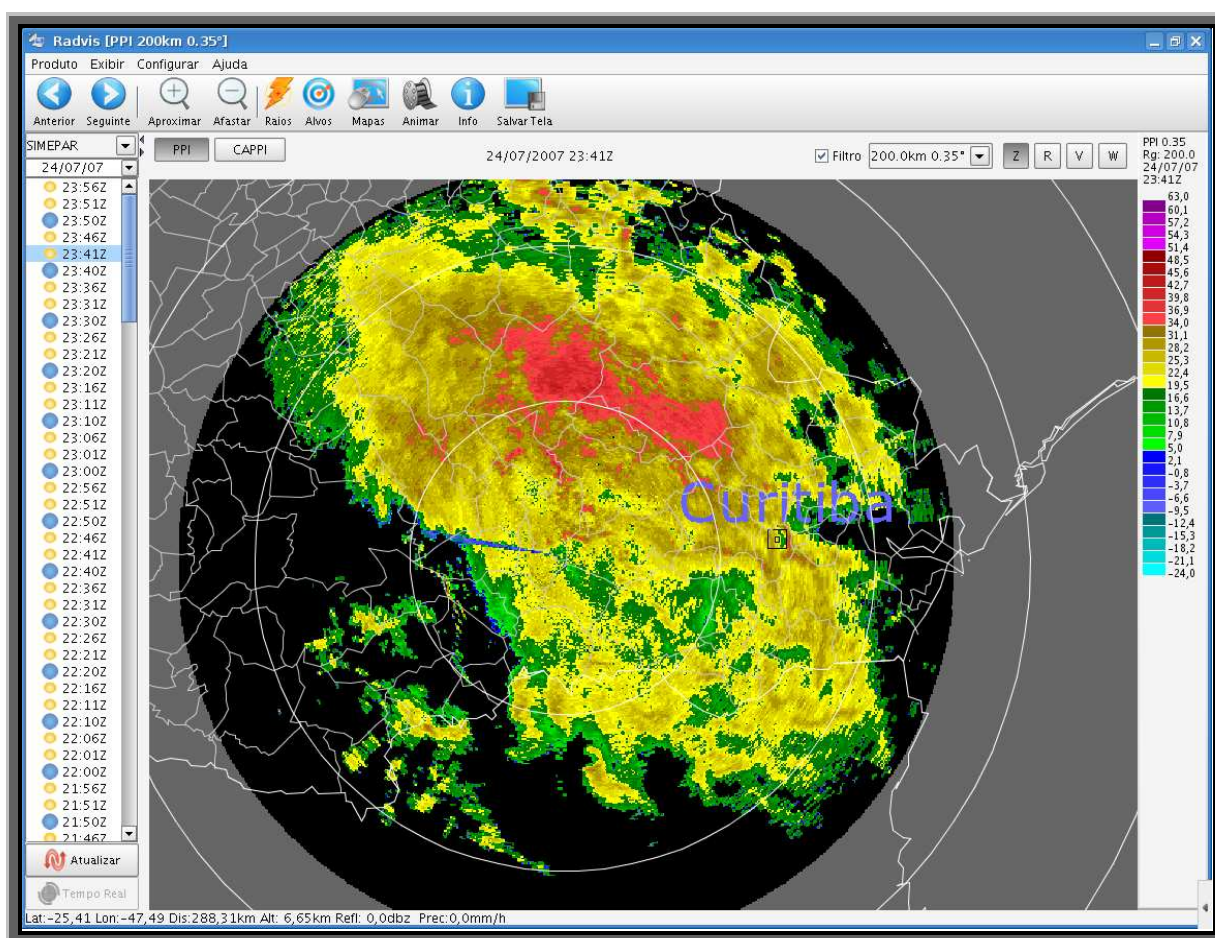 Radvis [PPI 200km 0.35°]
Produto Exibir Configurar Ajuda
Anterior Seguinte Aproximar Afastar Raios Alvos Mapas Animar Info Salvar Tela
SIMEPAR
PPI CAPPI
24/07/2007 23:41Z
Filtro 200.0km 0.35° Z R V W
24/07/07
23:56Z
23:51Z
23:50Z
23:46Z
23:41Z
23:40Z
23:36Z
23:31Z
23:30Z
23:26Z
23:21Z
23:20Z
23:16Z
23:11Z
23:10Z
23:06Z
23:01Z
23:00Z
22:56Z
22:51Z
22:50Z
22:46Z
22:41Z
22:40Z
22:36Z
22:31Z
22:30Z
22:26Z
22:21Z
22:20Z
22:16Z
22:11Z
22:10Z
22:06Z
22:01Z
22:00Z
21:56Z
21:51Z
21:50Z
21:46Z
Atualizar
Tempo Real
Curitiba
PPI 0.35
Rg: 200.0
24/07/07
23:41Z
63,0
60,1
57,2
54,3
51,4
48,5
45,6
42,7
39,8
36,9
34,0
31,1
28,2
25,3
22,4
19,5
16,6
13,7
10,8
7,9
5,0
2,1
-0,8
-3,7
-6,6
-9,5
-12,4
-15,3
-18,2
-21,1
-24,0
Lat:-25,41 Lon:-47,49 Dis:288,31km Alt: 6,65km Refl: 0,0dbz Prec:0,0mm/h